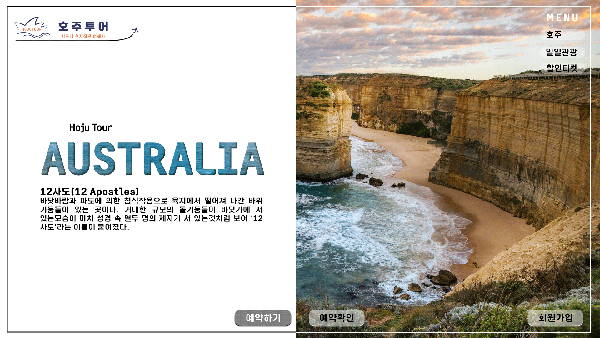 호주투어
MENU
호주
일일관광
할인티켓
Hoju Tour
AUSTRALIA
12사도(12 Apostles)
바닷바람과 파도에 의한 침식작용으로 육지에서 떨어져 나간 바위
기둥들이 있는 곳이다. 거대한 규모의 돌기둥들이 바닷가에 서
있는모습이 마치 성경 속 열두 명의 제자가 서 있는것처럼 보여 '12
사도'라는 이름이 붙여졌다.
예약하기
예약확인
회원가입